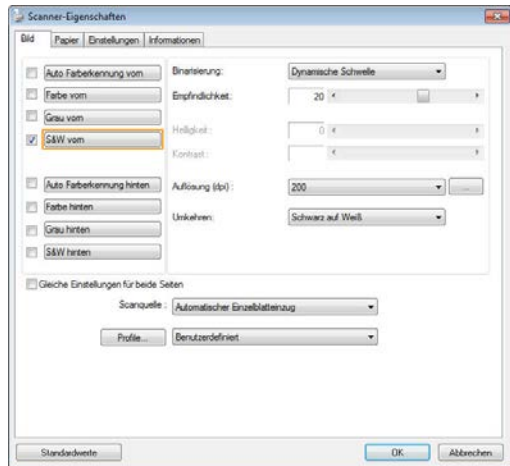 Scanner-Eigenschaften
Bild Papier Einstellungen Informationen
Auto Farberkennung vorn
Farbe vorn
Grau vorn
S&W vorn
Auto Farberkennung hinten
Farbe hinten
Grau hinten
S&W hinten
Binarisierung: Dynamische Schwelle
Empfindlichkeit: 20
Helligkeit: 0
Kontrast:
Auflösung (dpi) : 200 ...
Umkehren: Schwarz auf Weiß
Gleiche Einstellungen für beide Seiten
Scanquelle : Automatischer Einzelblatteinzug
Profile... Benutzerdefiniert
Standardwerte OK Abbrechen